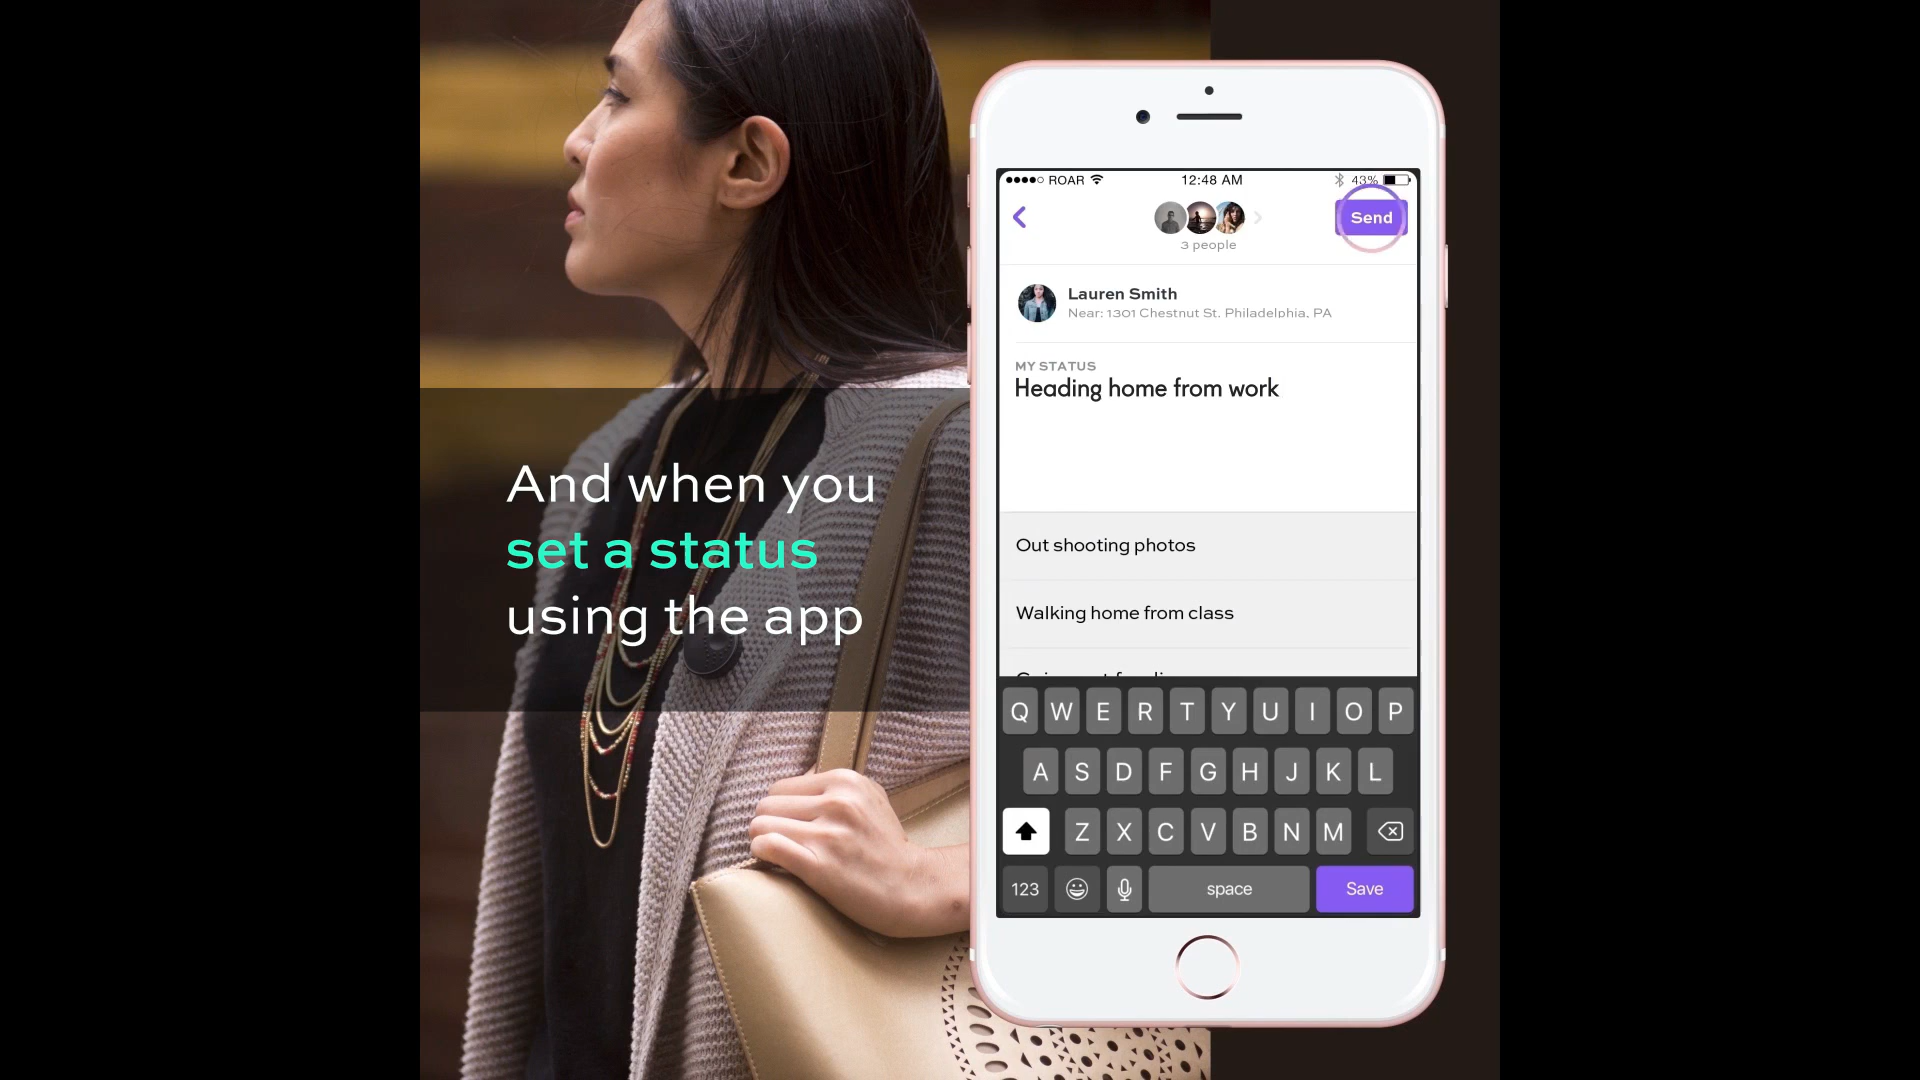 And when you
set a status
using the app
ROAR 12:48 AM 43%
Send
3 people
Lauren Smith
Near: 1301 Chestnut St. Philadelphia, PA
MY STATUS
Heading home from work
Out shooting photos
Walking home from class
Q W E R T Y U I O P
A S D F G H J K L
Z X C V B N M
123 space Save